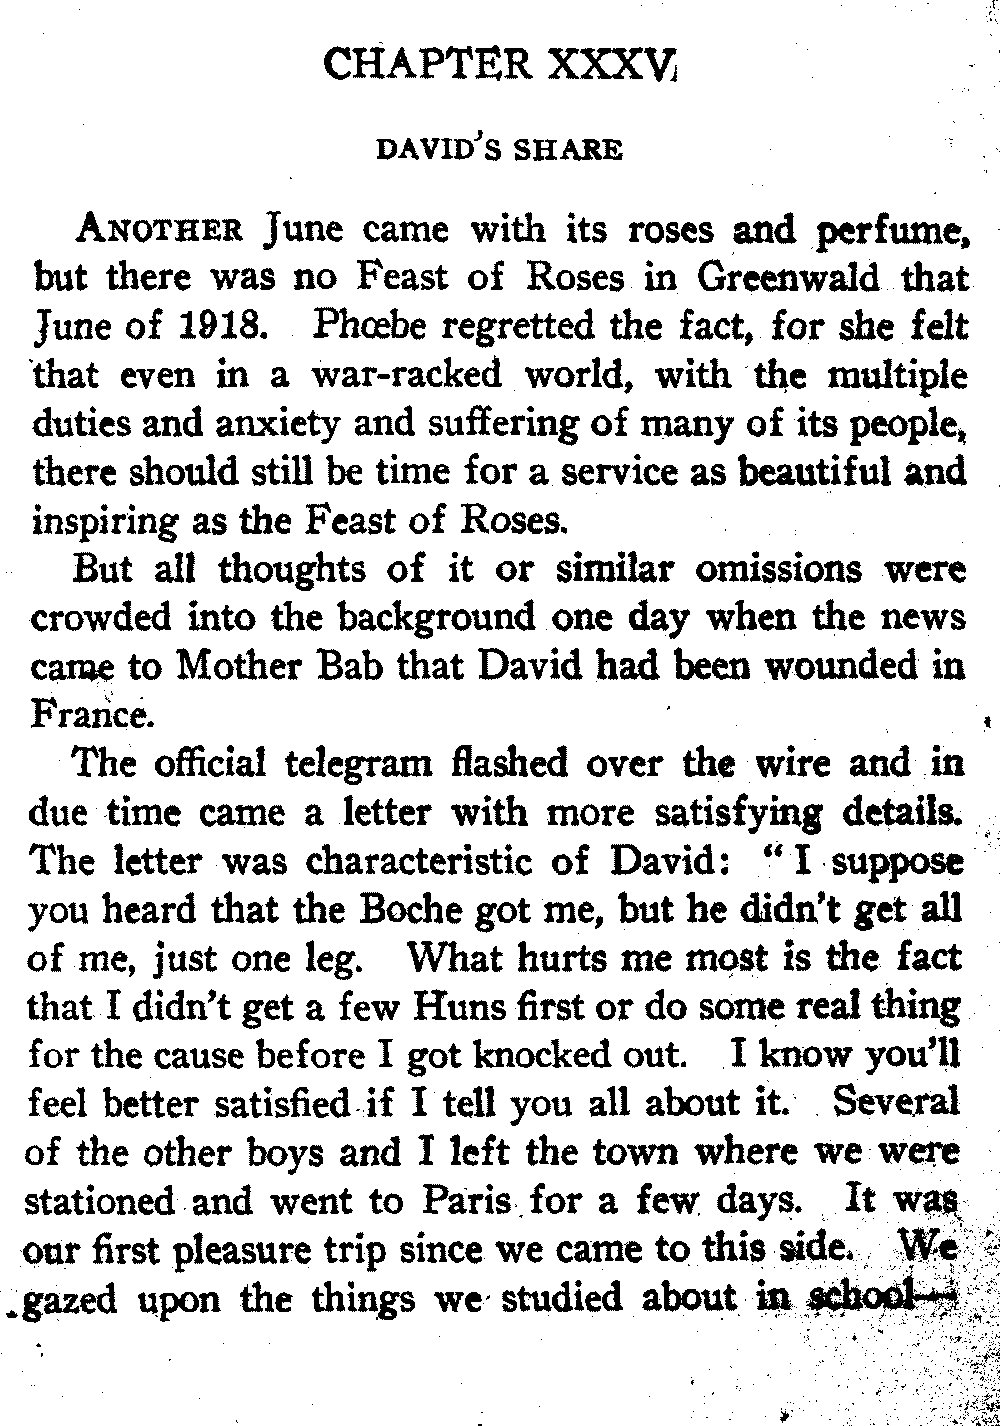 CHAPTER XXXV
DAVID'S SHARE
ANOTHER June came with its roses and perfume,
but there was no Feast of Roses in Greenwald that
June of 1918. Phœbe regretted the fact, for she felt
that even in a war-racked world, with the multiple
duties and anxiety and suffering of many of its people,
there should still be time for a service as beautiful and
inspiring as the Feast of Roses.
But all thoughts of it or similar omissions were
crowded into the background one day when the news
came to Mother Bab that David had been wounded in
France.
The official telegram flashed over the wire and in
due time came a letter with more satisfying details.
The letter was characteristic of David: “ I suppose
you heard that the Boche got me, but he didn't get all
of me, just one leg. What hurts me most is the fact
that I didn't get a few Huns first or do some real thing
for the cause before I got knocked out. I know you'll
feel better satisfied if I tell you all about it. Several
of the other boys and I left the town where we were
stationed and went to Paris for a few days. It was
our first pleasure trip since we came to this side. We
gazed upon the things we studied about in school—